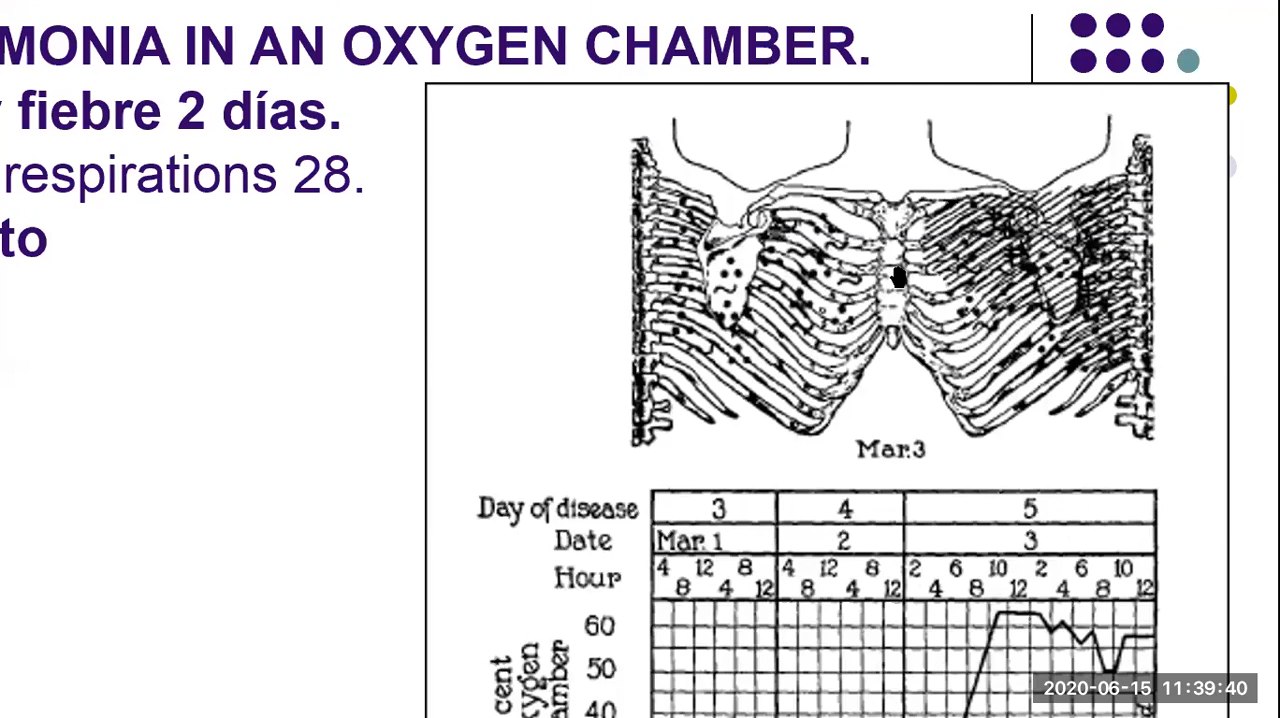 MONIA IN AN OXYGEN CHAMBER.
y fiebre 2 días.
respirations 28.
to
Mar.3
Day of disease 3 4 5
Date Mar. 1 2 3
Hour 4 12 8 4 12 8 2 6 10 2 6 10
8 4 12 8 4 12 4 8 12 4 8 12
60
50
40
cent
xygen
amber
2020-06-15 11:39:40